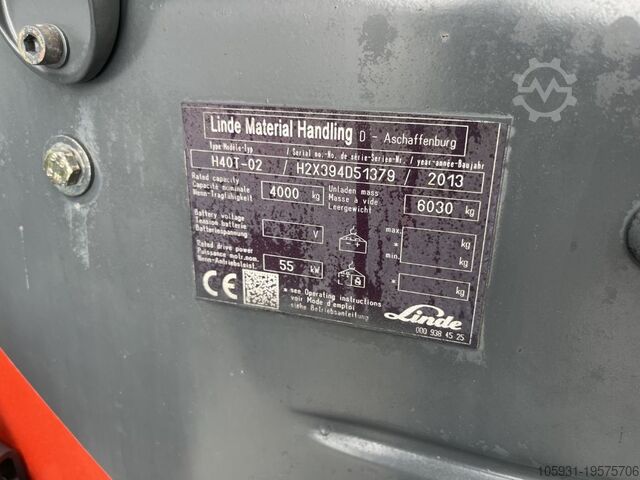 Linde Material Handling D - Aschaffenburg
Type-Modèle-Typ / Serial no.-No. de série-Serien-Nr. / year-année-Baujahr
H40T-02 / H2X394D51379 / 2013
Rated capacity
Capacité nominale
Nenn-Tragfähigkeit
4000 kg
Unladen mass
Masse à vide
Leergewicht
6030 kg
Battery voltage
Tension batterie
Batteriespannung
V
max.
* kg
min.
* kg
Rated drive power
Puissance motr.nom.
Nenn-Antriebsleist.
55 kW
* kg
CE
* see Operating instructions
voir Mode d'emploi
siehe Betriebsanleitung
Linde
000 938 45 25
105931-19575706